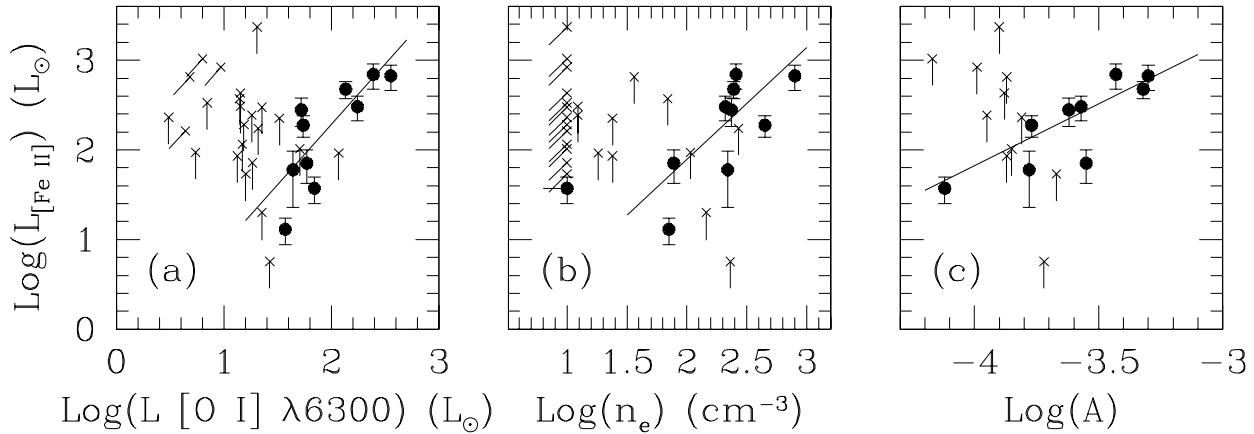 Log(L[Fe II]) (L⊙)
3
2
1
0
(a)
(b)
(c)
0 1 2 3
1 1.5 2 2.5 3
−4 −3.5 −3
Log(L [O I] λ6300) (L⊙)
Log(nₑ) (cm⁻³)
Log(A)